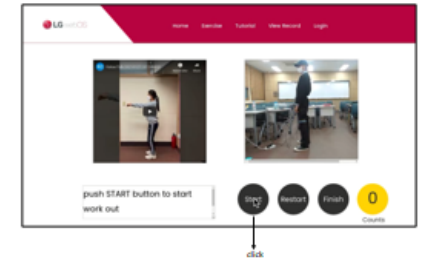 LG webOS
Home Exercise Tutorial View Record Login
push START button to start
work out
Start Restart Finish 0
Counts
click